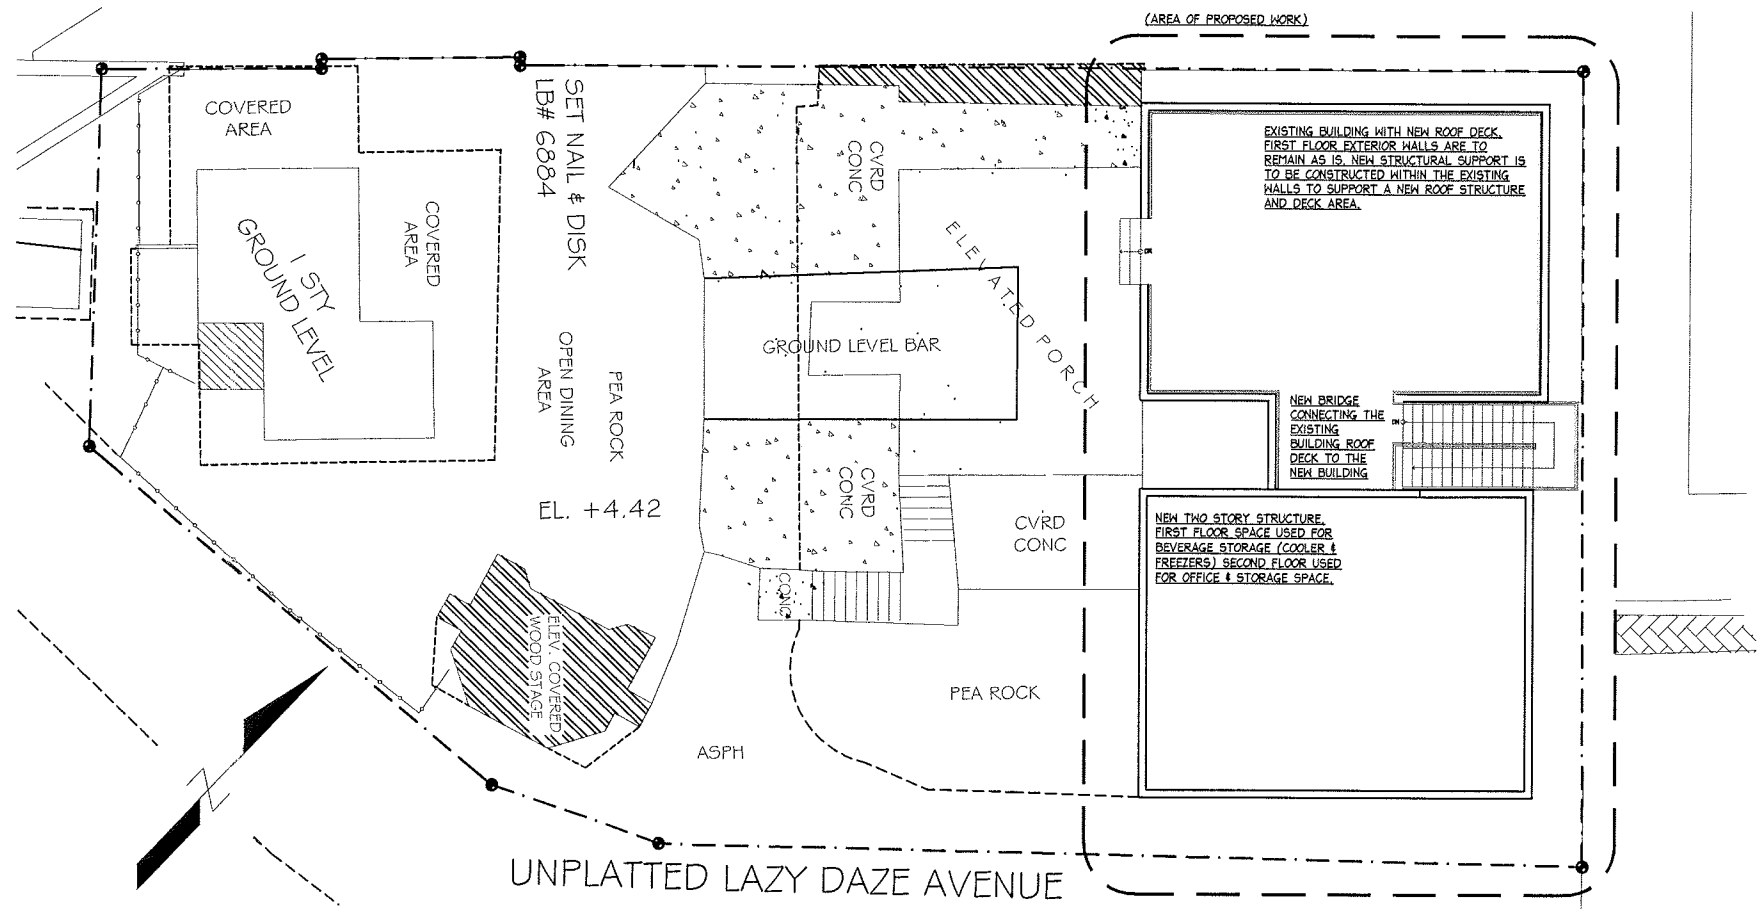 (AREA OF PROPOSED WORK)
COVERED
AREA
SET NAIL & DISK
LB# 6884
CVRD
CONC
EXISTING BUILDING WITH NEW ROOF DECK.
FIRST FLOOR EXTERIOR WALLS ARE TO
REMAIN AS IS. NEW STRUCTURAL SUPPORT IS
TO BE CONSTRUCTED WITHIN THE EXISTING
WALLS TO SUPPORT A NEW ROOF STRUCTURE
AND DECK AREA.
COVERED
AREA
1 STY
GROUND LEVEL
ELEVATED PORCH
DN
GROUND LEVEL BAR
OPEN DINING
AREA
PEA ROCK
NEW BRIDGE
CONNECTING THE
EXISTING
BUILDING ROOF
DECK TO THE
NEW BUILDING
DN
CVRD
CONC
EL. +4.42
CVRD
CONC
NEW TWO STORY STRUCTURE.
FIRST FLOOR SPACE USED FOR
BEVERAGE STORAGE (COOLER &
FREEZERS) SECOND FLOOR USED
FOR OFFICE & STORAGE SPACE.
CONC
ELEV. COVERED
WOOD STAGE
PEA ROCK
ASPH
N
UNPLATTED LAZY DAZE AVENUE